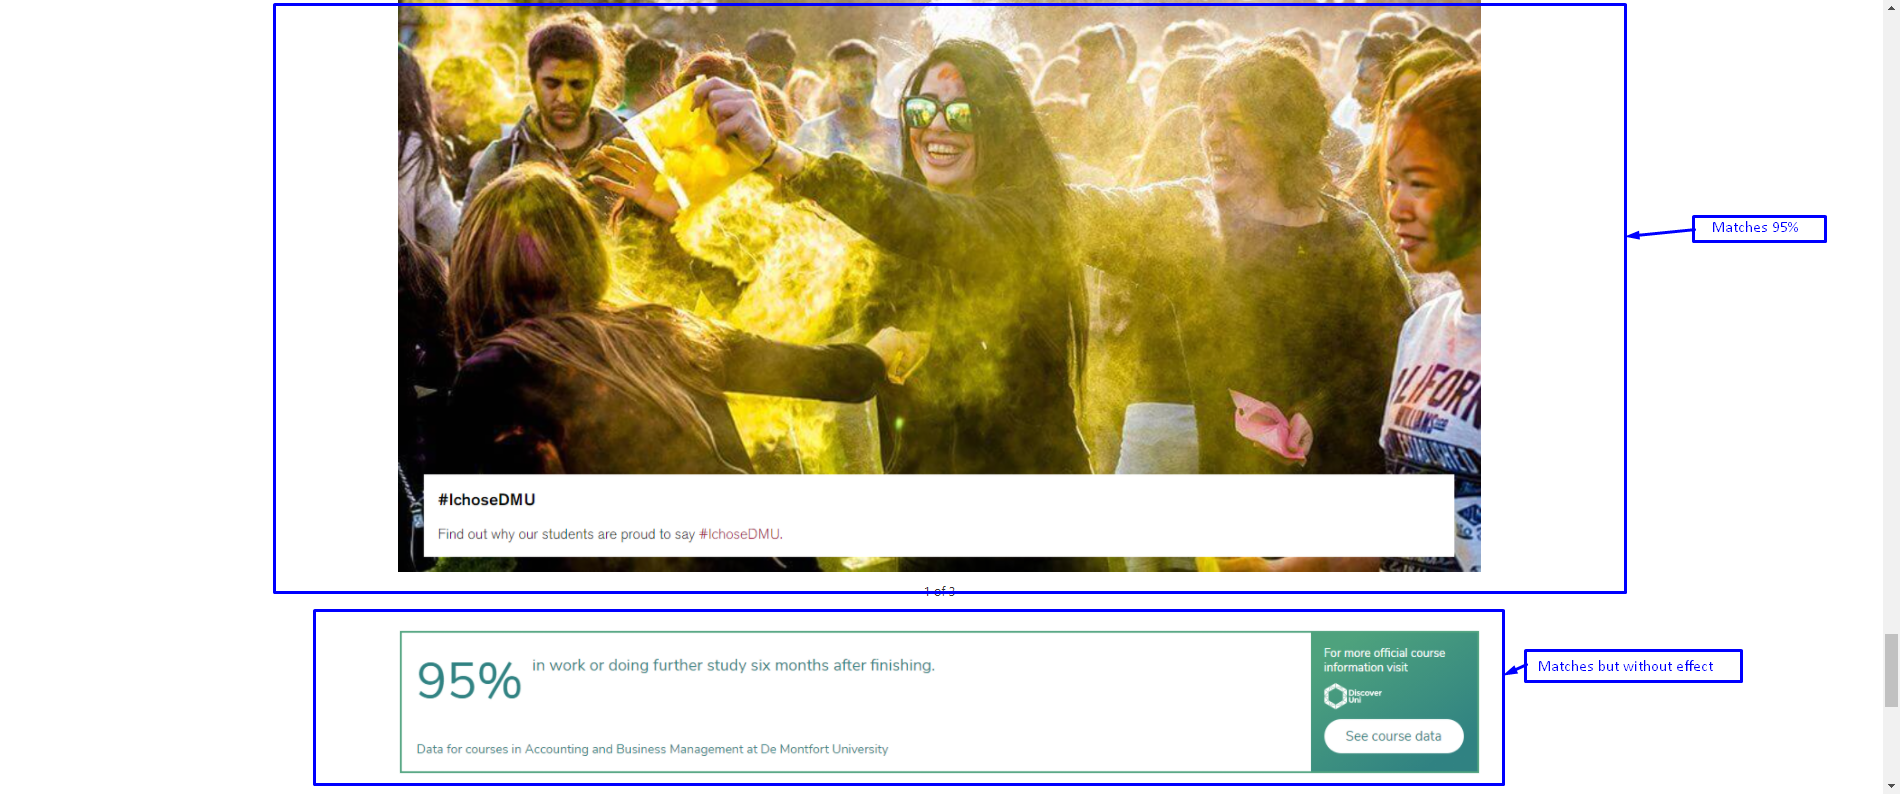 Matches 95%
#IchoseDMU
Find out why our students are proud to say #IchoseDMU.
1 of 3
95% in work or doing further study six months after finishing.
Data for courses in Accounting and Business Management at De Montfort University
For more official course
information visit
Discover
Uni
See course data
Matches but without effect